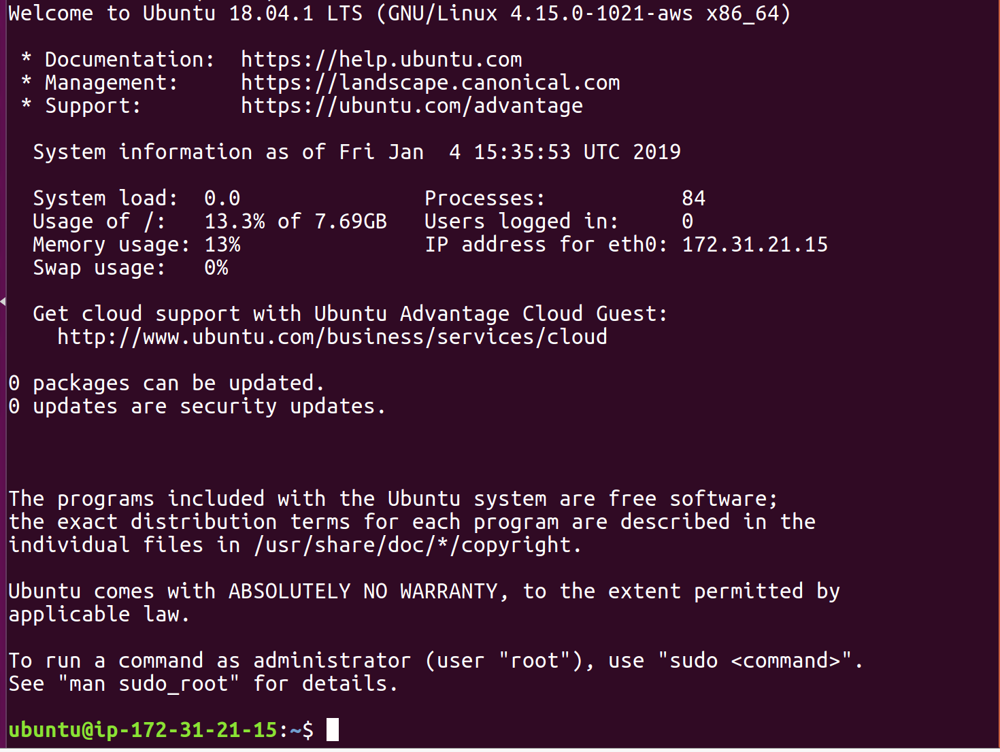 Welcome to Ubuntu 18.04.1 LTS (GNU/Linux 4.15.0-1021-aws x86_64)
* Documentation:  https://help.ubuntu.com
* Management:     https://landscape.canonical.com
* Support:        https://ubuntu.com/advantage
System information as of Fri Jan  4 15:35:53 UTC 2019
System load:  0.0               Processes:           84
Usage of /:   13.3% of 7.69GB   Users logged in:     0
Memory usage: 13%               IP address for eth0: 172.31.21.15
Swap usage:   0%
Get cloud support with Ubuntu Advantage Cloud Guest:
http://www.ubuntu.com/business/services/cloud
0 packages can be updated.
0 updates are security updates.
The programs included with the Ubuntu system are free software;
the exact distribution terms for each program are described in the
individual files in /usr/share/doc/*/copyright.
Ubuntu comes with ABSOLUTELY NO WARRANTY, to the extent permitted by
applicable law.
To run a command as administrator (user "root"), use "sudo <command>".
See "man sudo_root" for details.
ubuntu@ip-172-31-21-15:~$